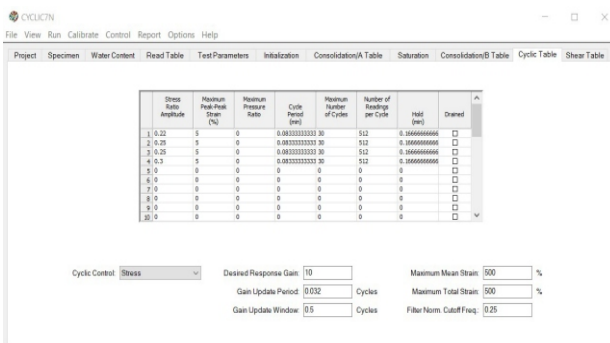 CYCLIC7N
File View Run Calibrate Control Report Options Help
Project Specimen Water Content Read Table Test Parameters Initialization Consolidation/A Table Saturation Consolidation/B Table Cyclic Table Shear Table
Stress Ratio Amplitude Maximum Peak-Peak Strain (%) Maximum Pressure Ratio Cycle Period (mn) Maximum Number of Cycles Number of Readings per Cycle Hold (mn) Drained
1 0.22 5 0 0.08333333333 30 512 0.16666666666
2 0.25 5 0 0.08333333333 30 512 0.16666666666
3 0.25 5 0 0.08333333333 30 512 0.16666666666
4 0.3 5 0 0.08333333333 30 512 0.16666666666
5 0 0 0 0 0 0 0
6 0 0 0 0 0 0 0
7 0 0 0 0 0 0 0
8 0 0 0 0 0 0 0
9 0 0 0 0 0 0 0
10 0 0 0 0 0 0 0
Cyclic Control: Stress Desired Response Gain: 10 Maximum Mean Strain: 500 %
Gain Update Period: 0.032 Cycles Maximum Total Strain: 500 %
Gain Update Window: 0.5 Cycles Filter Norm. Cutoff Freq.: 0.25